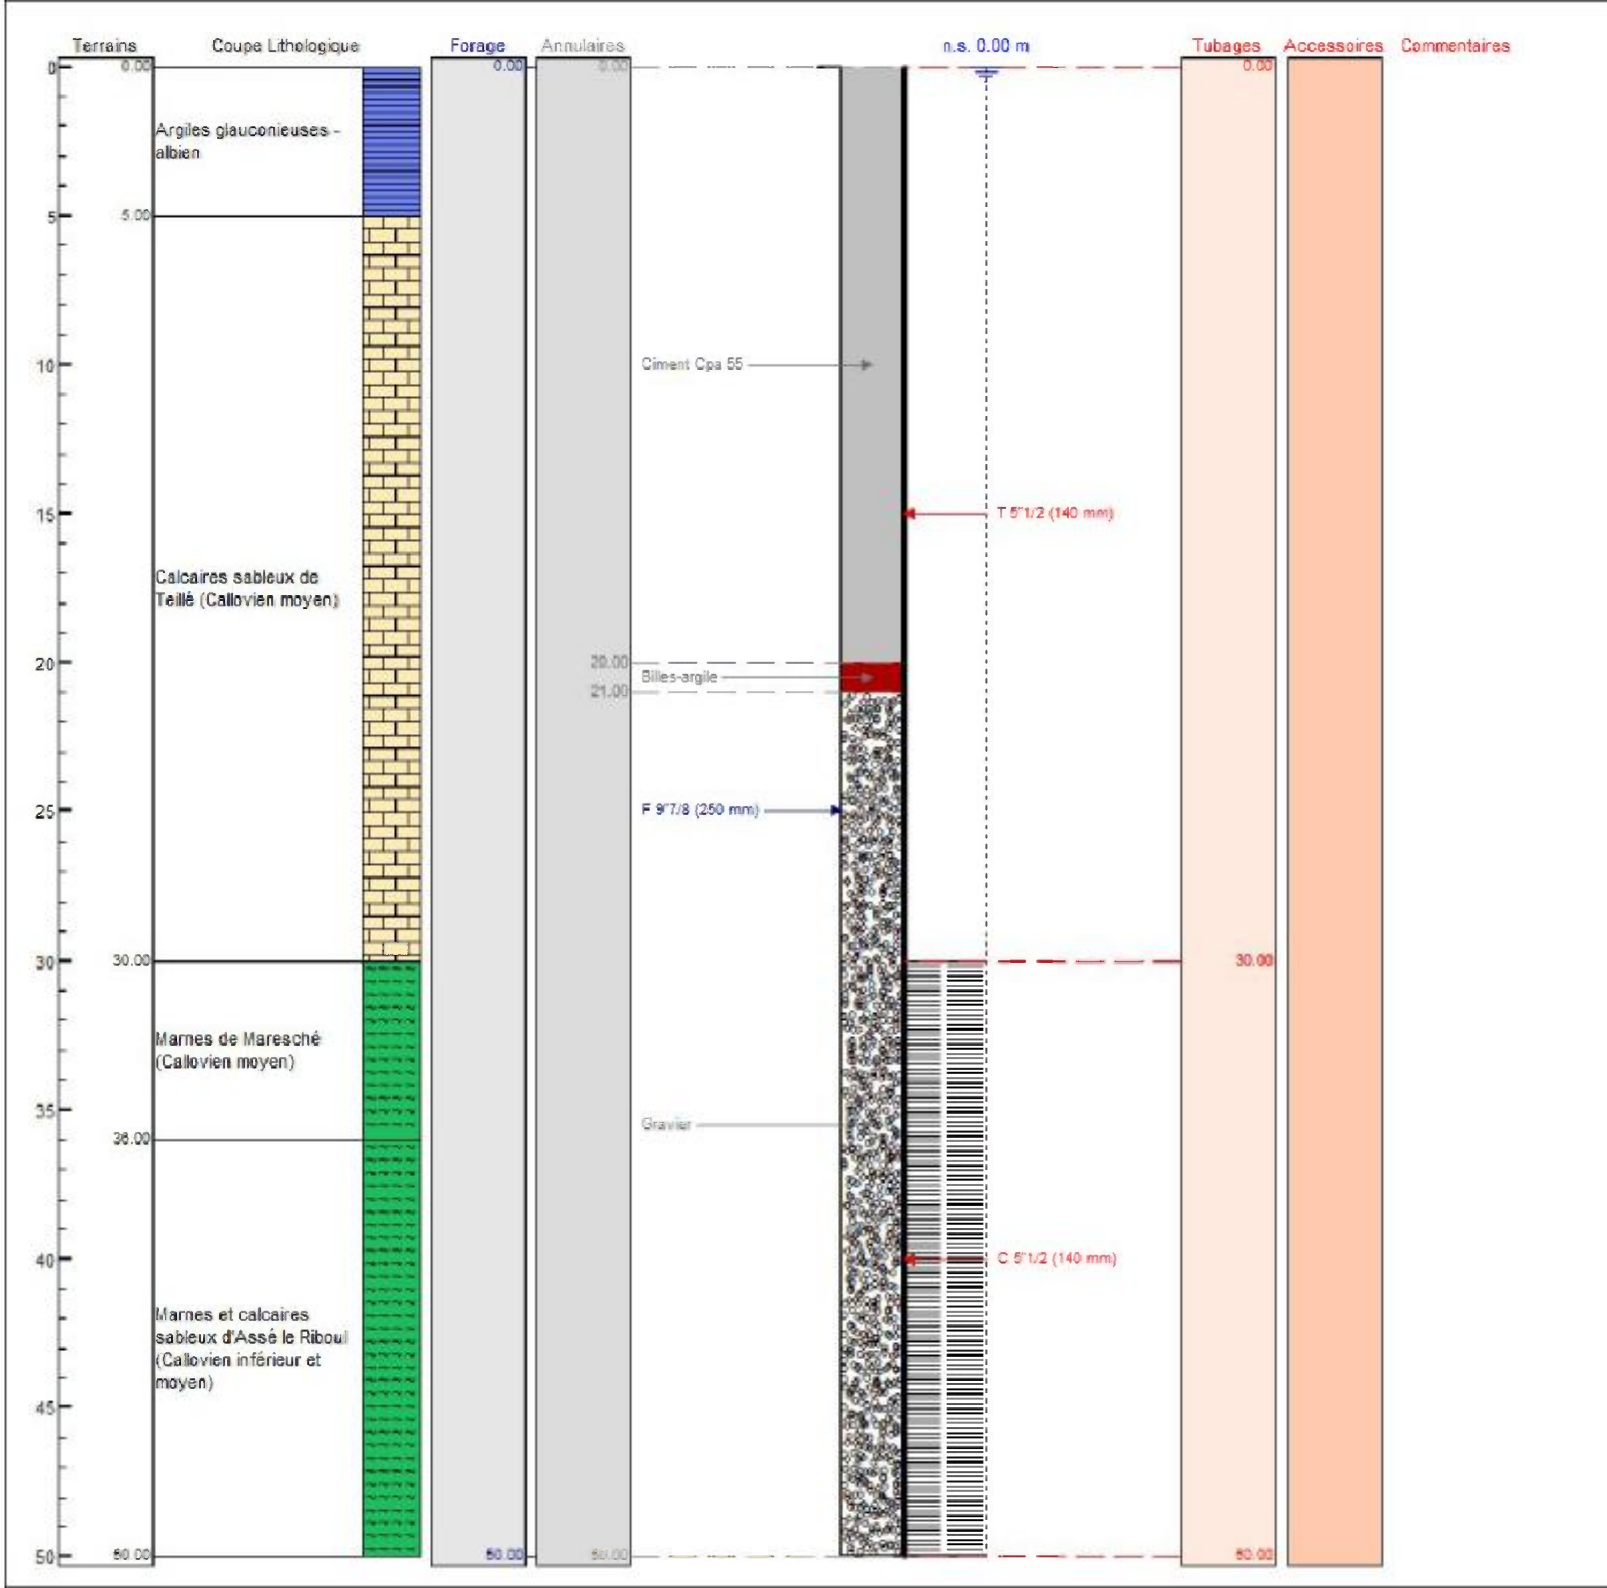 Terrains Coupe Lithologique Forage Annulaires n.s. 0.00 m Tubages Accessoires Commentaires
0 0.00 0.00 0.00 0.00
Argiles glauconieuses -
albien
5 5.00
10 Ciment Cpa 55
15 T 5"1/2 (140 mm)
Calcaires sableux de
Teillé (Callovien moyen)
20 20.00
Billes-argile
21.00
25 F 9"7/8 (250 mm)
30 30.00 30.00
Marnes de Maresché
(Callovien moyen)
35 Gravier
36.00
40 C 5"1/2 (140 mm)
Marnes et calcaires
sableux d'Assé le Riboul
(Callovien inférieur et
moyen)
45
50 50.00 50.00 50.00 50.00